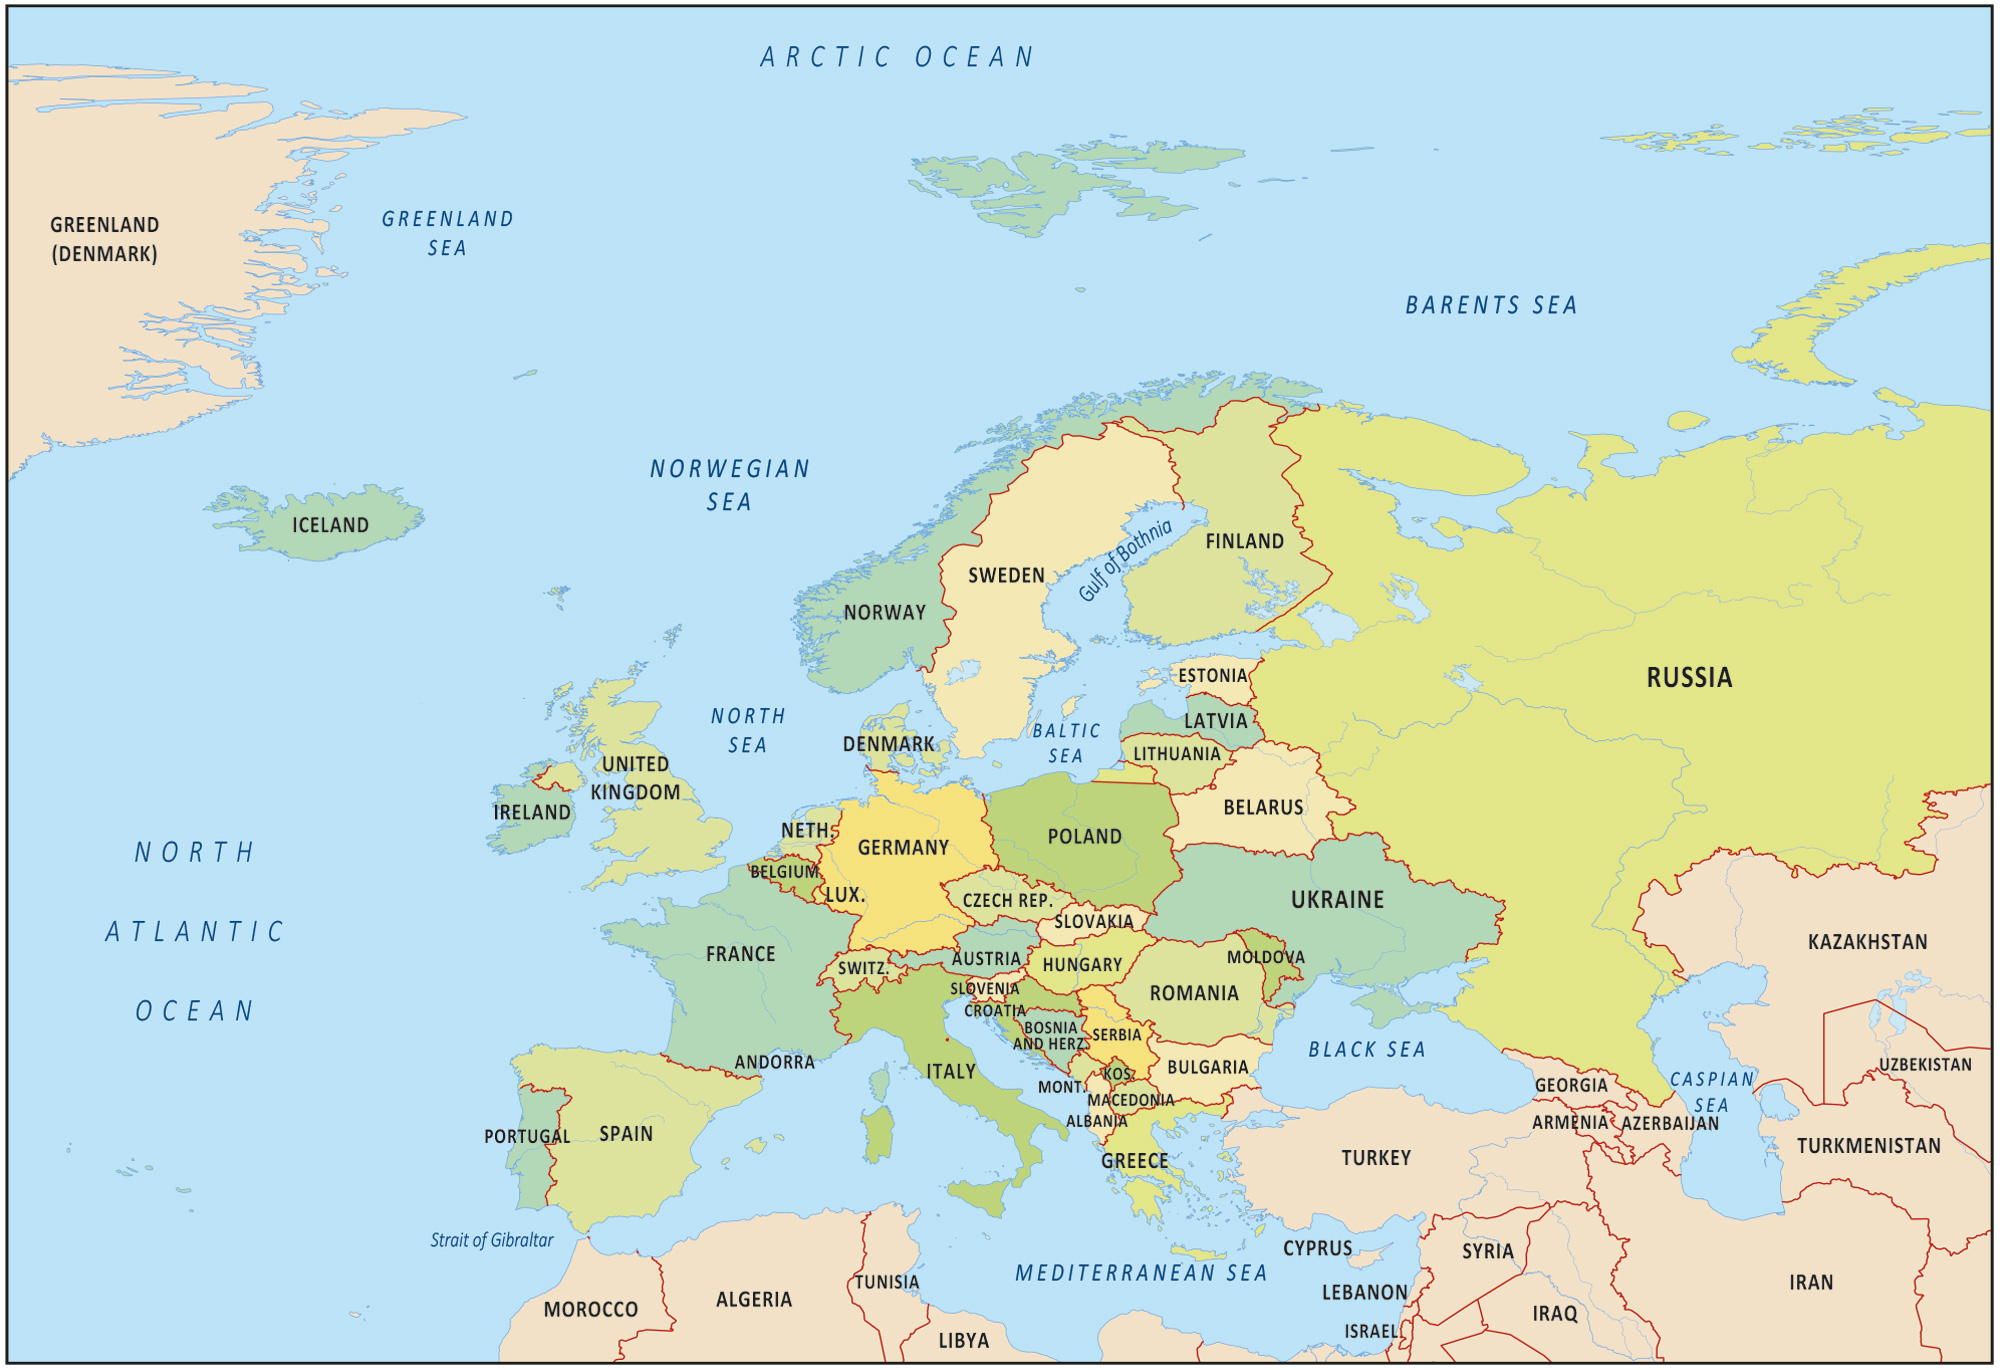 ARCTIC OCEAN
GREENLAND
(DENMARK)
GREENLAND
SEA
BARENTS SEA
NORWEGIAN
SEA
ICELAND
Gulf of Bothnia
FINLAND
SWEDEN
NORWAY
RUSSIA
ESTONIA
LATVIA
NORTH
SEA
BALTIC
SEA
DENMARK
LITHUANIA
UNITED
KINGDOM
IRELAND
BELARUS
NETH.
POLAND
GERMANY
NORTH
ATLANTIC
OCEAN
BELGIUM
LUX.
CZECH REP.
UKRAINE
SLOVAKIA
KAZAKHSTAN
FRANCE
AUSTRIA
MOLDOVA
HUNGARY
SWITZ.
SLOVENIA
ROMANIA
CROATIA
BOSNIA
AND HERZ.
SERBIA
BLACK SEA
ANDORRA
ITALY
BULGARIA
UZBEKISTAN
KOS.
MONT.
GEORGIA
CASPIAN
SEA
MACEDONIA
ALBANIA
ARMENIA
AZERBAIJAN
PORTUGAL
SPAIN
TURKMENISTAN
GREECE
TURKEY
Strait of Gibraltar
CYPRUS
SYRIA
MEDITERRANEAN SEA
TUNISIA
IRAN
LEBANON
ALGERIA
MOROCCO
IRAQ
ISRAEL
LIBYA